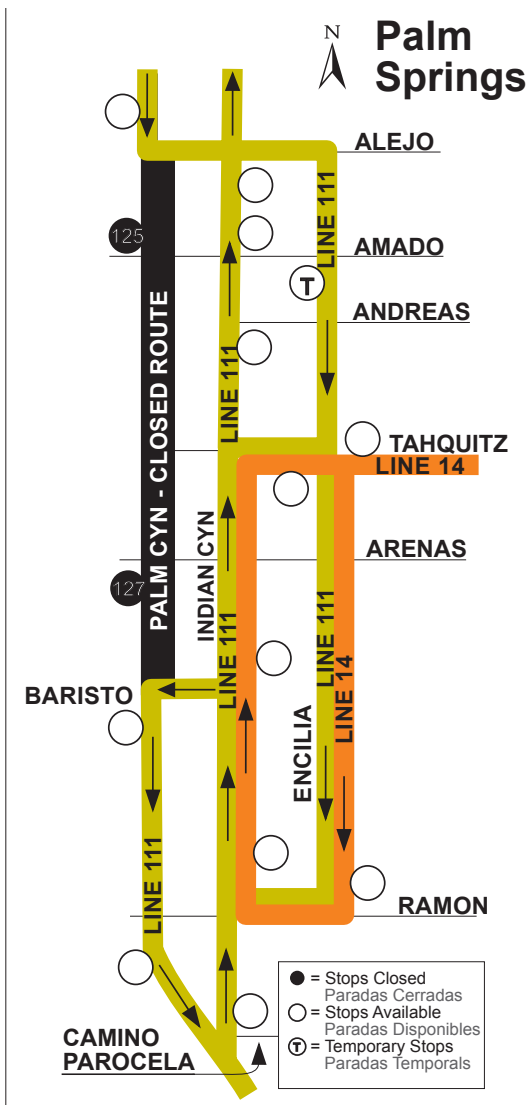 N
Palm
Springs
ALEJO
LINE 111
125
AMADO
T
ANDREAS
LINE 111
PALM CYN - CLOSED ROUTE
TAHQUITZ
LINE 14
INDIAN CYN
ARENAS
127
LINE 111
LINE 111
LINE 14
BARISTO
ENCILIA
LINE 111
RAMON
CAMINO
PAROCELA
= Stops Closed
Paradas Cerradas
= Stops Available
Paradas Disponibles
T = Temporary Stops
Paradas Temporals